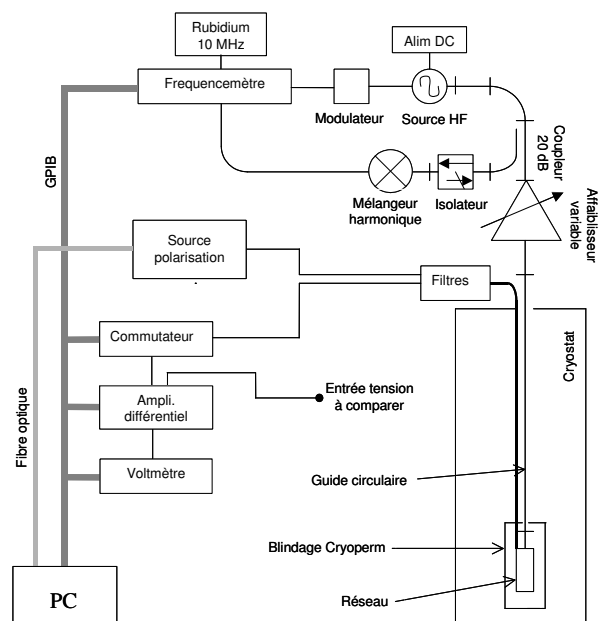 Rubidium
10 MHz
Alim DC
Frequencemètre
Modulateur
Source HF
Coupleur
20 dB
GPIB
Mélangeur
harmonique
Isolateur
Affaiblisseur
variable
Source
polarisation
Filtres
Commutateur
Cryostat
Ampli.
différentiel
Entrée tension
à comparer
Fibre optique
Voltmètre
Guide circulaire
Blindage Cryoperm
PC
Réseau